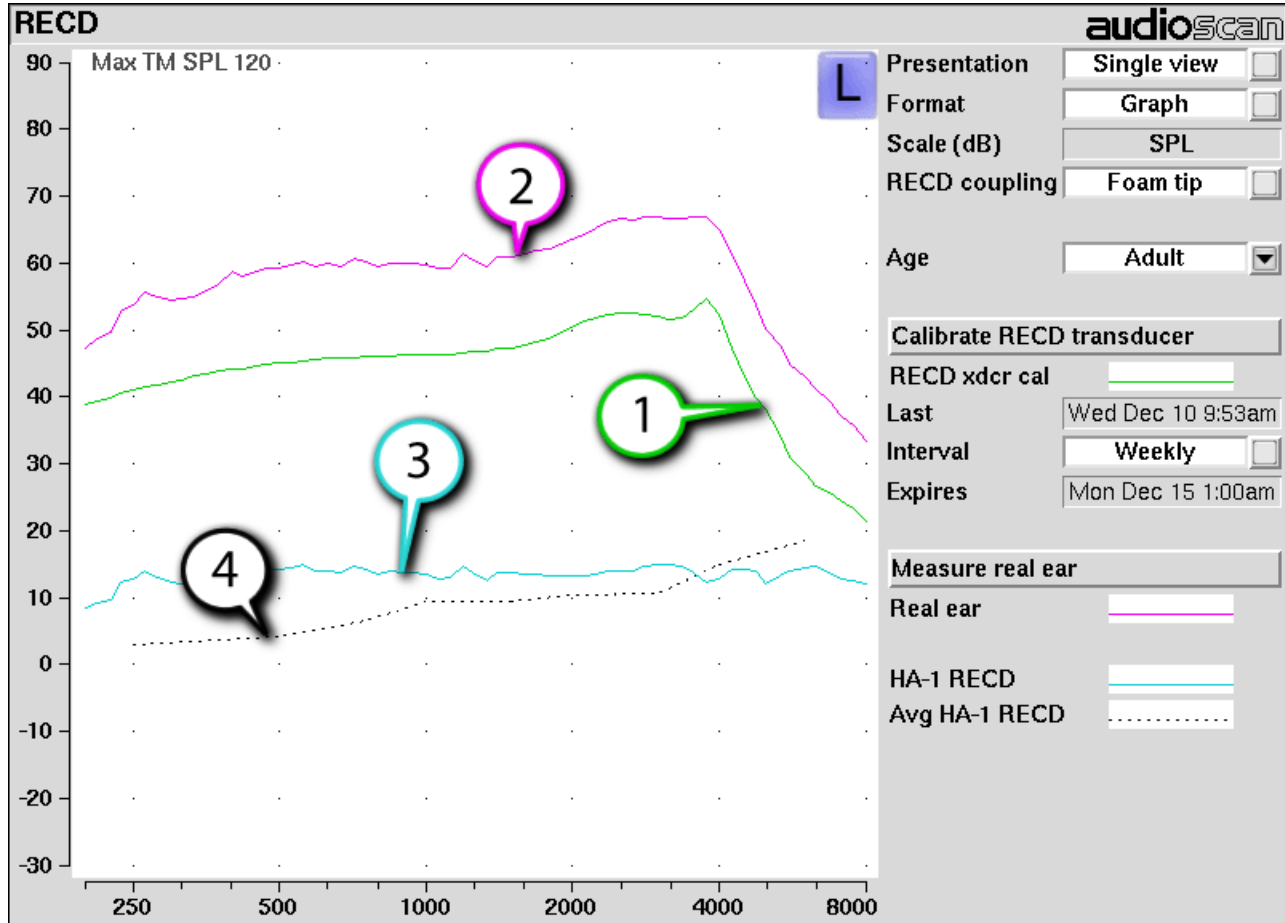 RECD
audioscan
Max TM SPL 120
L
Presentation Single view
Format Graph
Scale (dB) SPL
RECD coupling Foam tip
Age Adult
Calibrate RECD transducer
RECD xdcr cal
Last Wed Dec 10 9:53am
Interval Weekly
Expires Mon Dec 15 1:00am
Measure real ear
Real ear
HA-1 RECD
Avg HA-1 RECD
90
80
70
60
50
40
30
20
10
0
-10
-20
-30
2
1
3
4
250 500 1000 2000 4000 8000